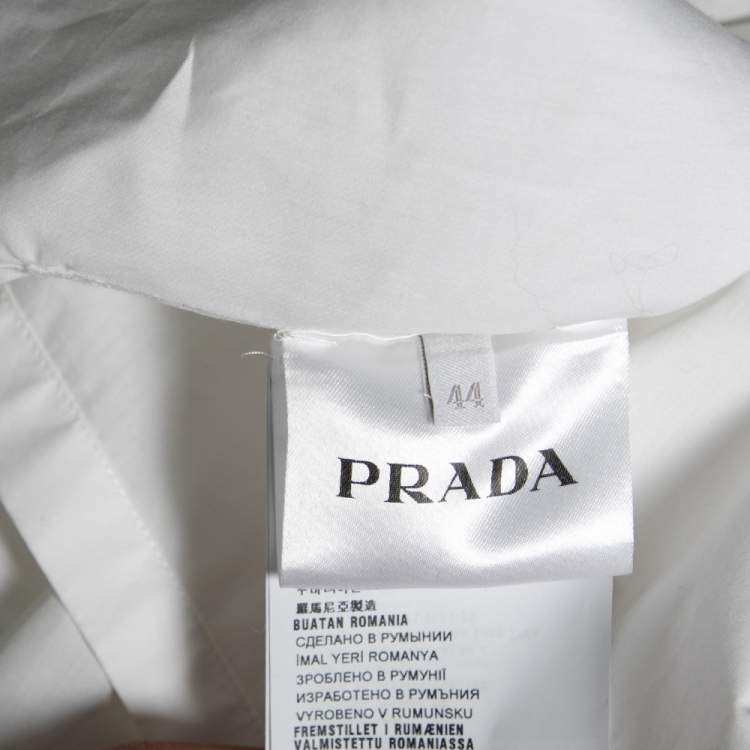 44
PRADA
羅馬尼亞製造
BUATAN ROMANIA
СДЕЛАНО В РУМЫНИИ
İMAL YERİ ROMANYA
ЗРОБЛЕНО В РУМУНІЇ
ИЗРАБОТЕНО В РУМЪНИЯ
VYROBENO V RUMUNSKU
FREMSTILLET I RUMÆNIEN
VALMISTETTU ROMANIASSA